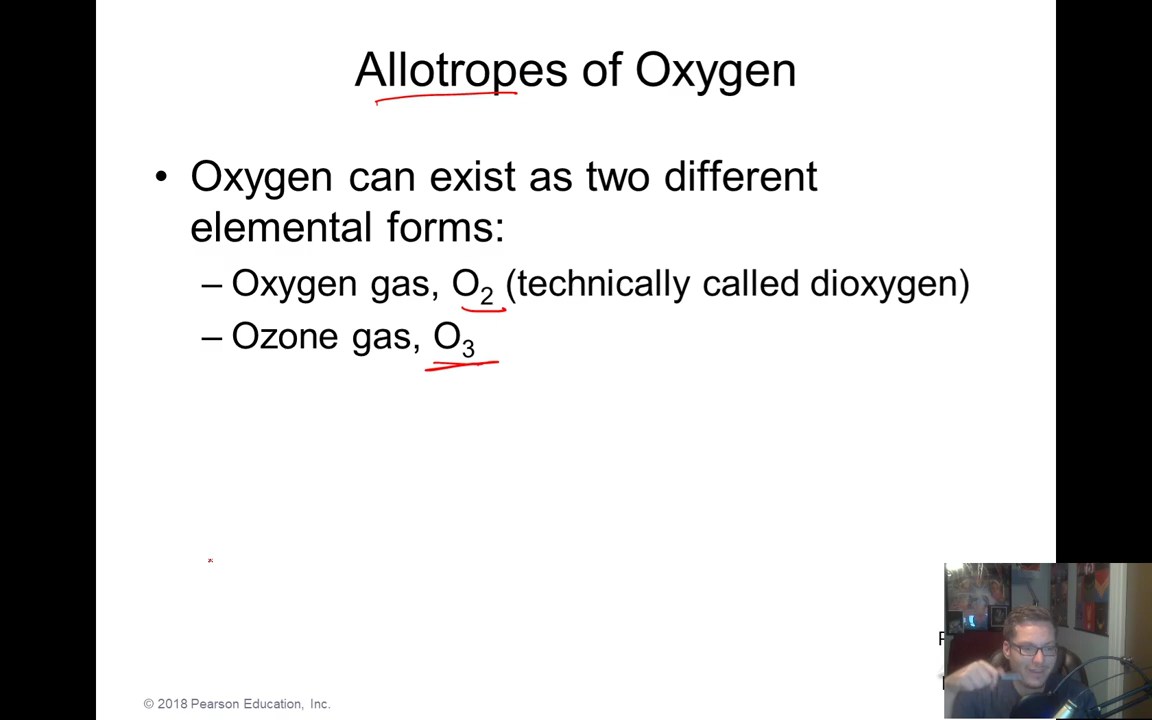 Allotropes of Oxygen
• Oxygen can exist as two different
elemental forms:
– Oxygen gas, O₂ (technically called dioxygen)
– Ozone gas, O₃
© 2018 Pearson Education, Inc.